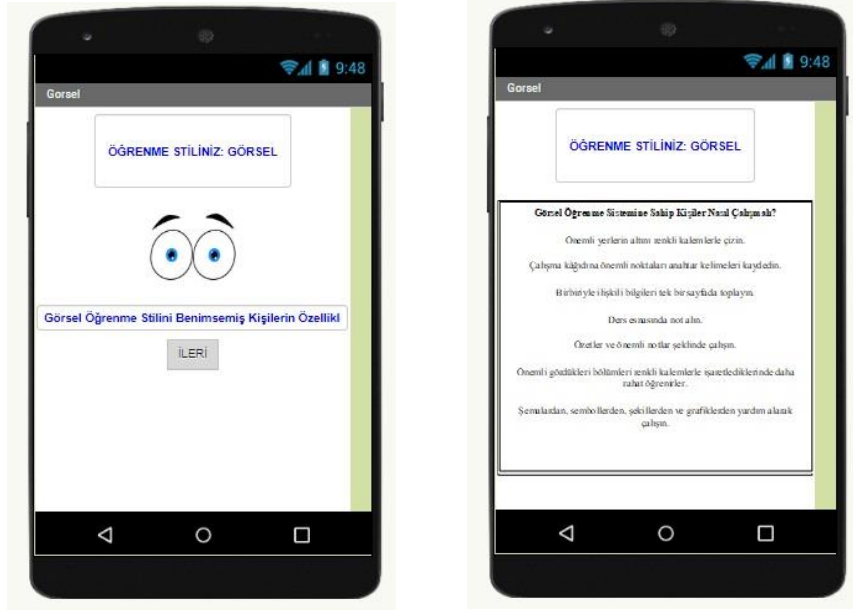 9:48
Gorsel
ÖĞRENME STİLİNİZ: GÖRSEL
Görsel Öğrenme Stilini Benimsemiş Kişilerin Özellikl
İLERİ
9:48
Gorsel
ÖĞRENME STİLİNİZ: GÖRSEL
Görsel Öğrenme Sistemine Sahip Kişiler Nasıl Çalışmalı?
Önemli yerlerin altını renkli kalemlerle çizin.
Çalışma kâğıdına önemli noktaları anahtar kelimeleri kaydedin.
Birbiriyle ilişkili bilgileri tek bir sayfada toplayın.
Ders esnasında not alın.
Özetler ve önemli notlar şeklinde çalışın.
Önemli gördükleri bölümleri renkli kalemlerle işaretlediklerinde daha
rahat öğrenirler.
Şemalardan, sembollerden, şekillerden ve grafiklerden yardım alarak
çalışın.